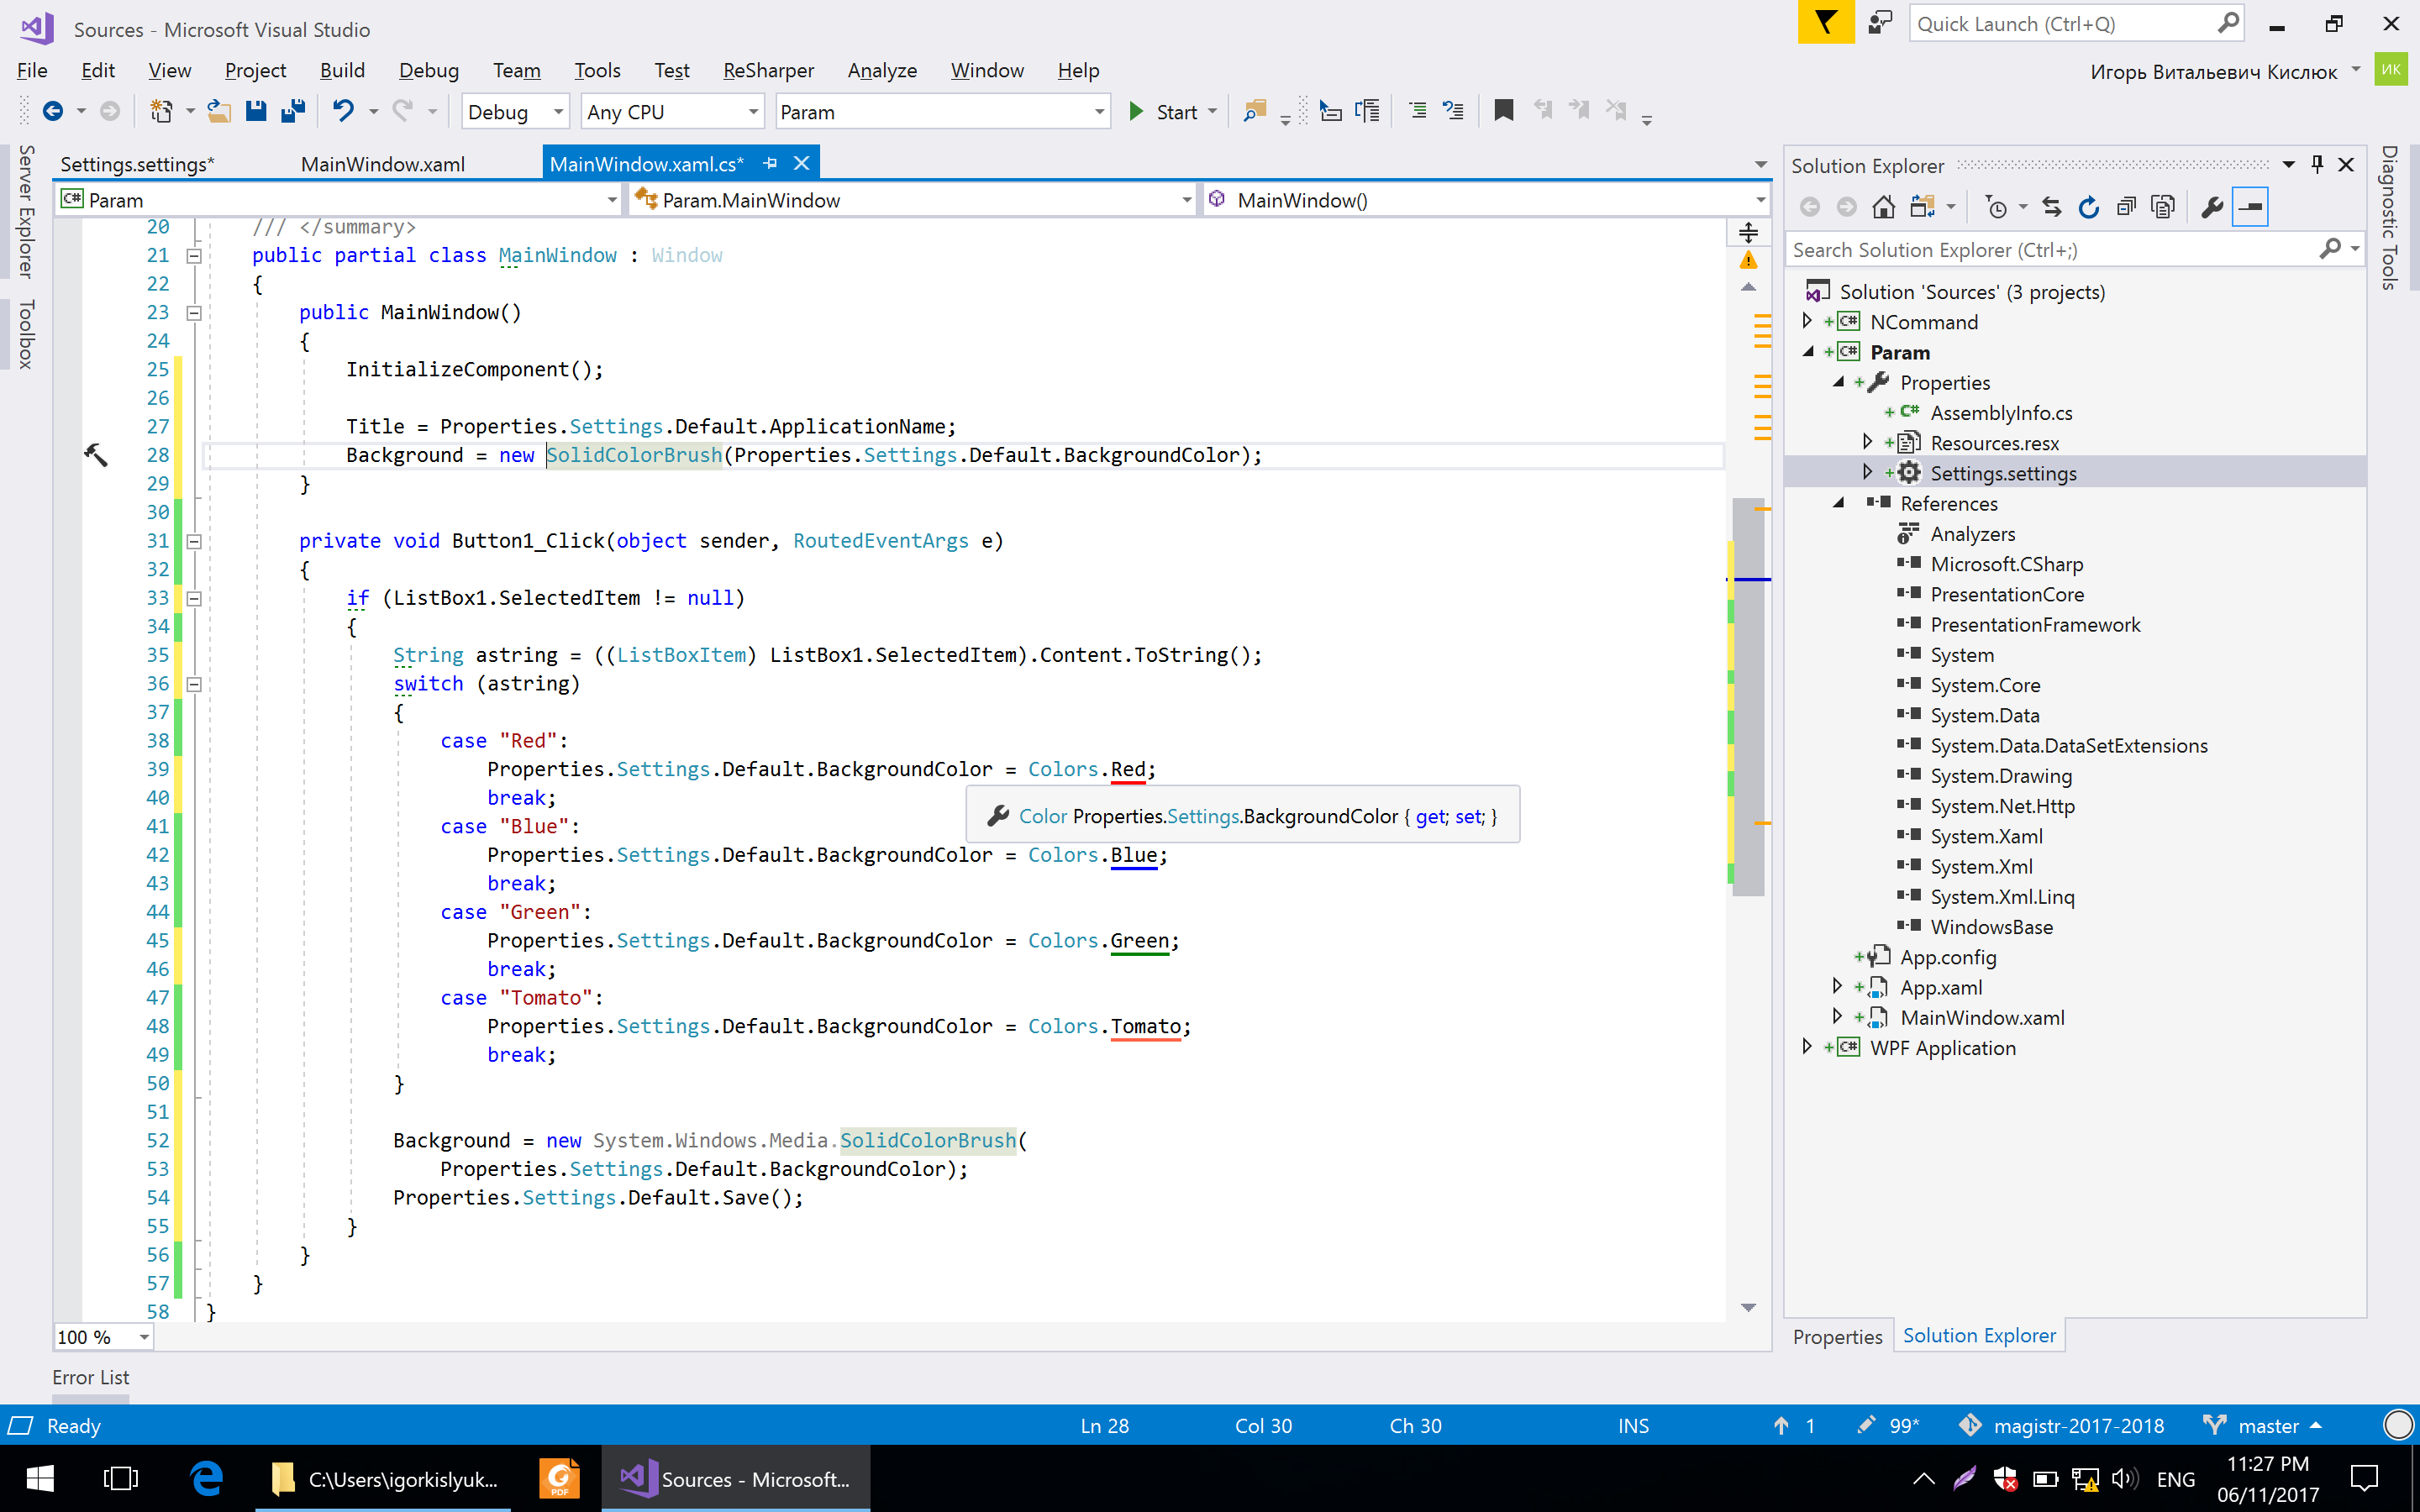 Sources - Microsoft Visual Studio
Quick Launch (Ctrl+Q)
File Edit View Project Build Debug Team Tools Test ReSharper Analyze Window Help
Игорь Витальевич Кислюк
ИК
Debug Any CPU Param Start
Server Explorer
Toolbox
Settings.settings* MainWindow.xaml MainWindow.xaml.cs*
C# Param Param.MainWindow MainWindow()
20 /// </summary>
21 public partial class MainWindow : Window
22 {
23 public MainWindow()
24 {
25 InitializeComponent();
26
27 Title = Properties.Settings.Default.ApplicationName;
28 Background = new SolidColorBrush(Properties.Settings.Default.BackgroundColor);
29 }
30
31 private void Button1_Click(object sender, RoutedEventArgs e)
32 {
33 if (ListBox1.SelectedItem != null)
34 {
35 String astring = ((ListBoxItem) ListBox1.SelectedItem).Content.ToString();
36 switch (astring)
37 {
38 case "Red":
39 Properties.Settings.Default.BackgroundColor = Colors.Red;
40 break;
Color Properties.Settings.BackgroundColor { get; set; }
41 case "Blue":
42 Properties.Settings.Default.BackgroundColor = Colors.Blue;
43 break;
44 case "Green":
45 Properties.Settings.Default.BackgroundColor = Colors.Green;
46 break;
47 case "Tomato":
48 Properties.Settings.Default.BackgroundColor = Colors.Tomato;
49 break;
50 }
51
52 Background = new System.Windows.Media.SolidColorBrush(
53 Properties.Settings.Default.BackgroundColor);
54 Properties.Settings.Default.Save();
55 }
56 }
57 }
58 }
100 %
Solution Explorer
Search Solution Explorer (Ctrl+;)
Solution 'Sources' (3 projects)
C# NCommand
C# Param
Properties
C# AssemblyInfo.cs
Resources.resx
Settings.settings
References
Analyzers
Microsoft.CSharp
PresentationCore
PresentationFramework
System
System.Core
System.Data
System.Data.DataSetExtensions
System.Drawing
System.Net.Http
System.Xaml
System.Xml
System.Xml.Linq
WindowsBase
App.config
App.xaml
MainWindow.xaml
C# WPF Application
Properties Solution Explorer
Diagnostic Tools
Error List
Ready Ln 28 Col 30 Ch 30 INS 1 99* magistr-2017-2018 master
C:\Users\igorkislyuk... PDF Sources - Microsoft... ENG 11:27 PM
06/11/2017